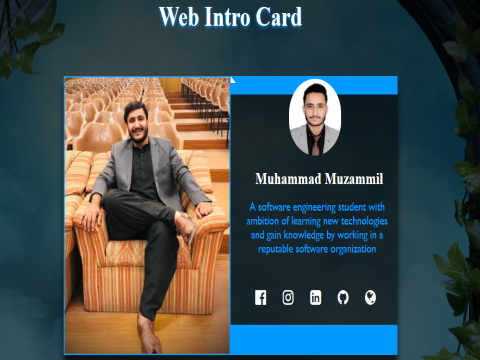 Web Intro Card
Muhammad Muzammil
A software engineering student with
ambition of learning new technologies
and gain knowledge by working in a
reputable software organization